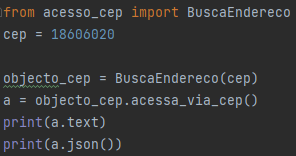 from acesso_cep import BuscaEndereco
cep = 18606020
objecto_cep = BuscaEndereco(cep)
a = objecto_cep.acessa_via_cep()
print(a.text)
print(a.json())